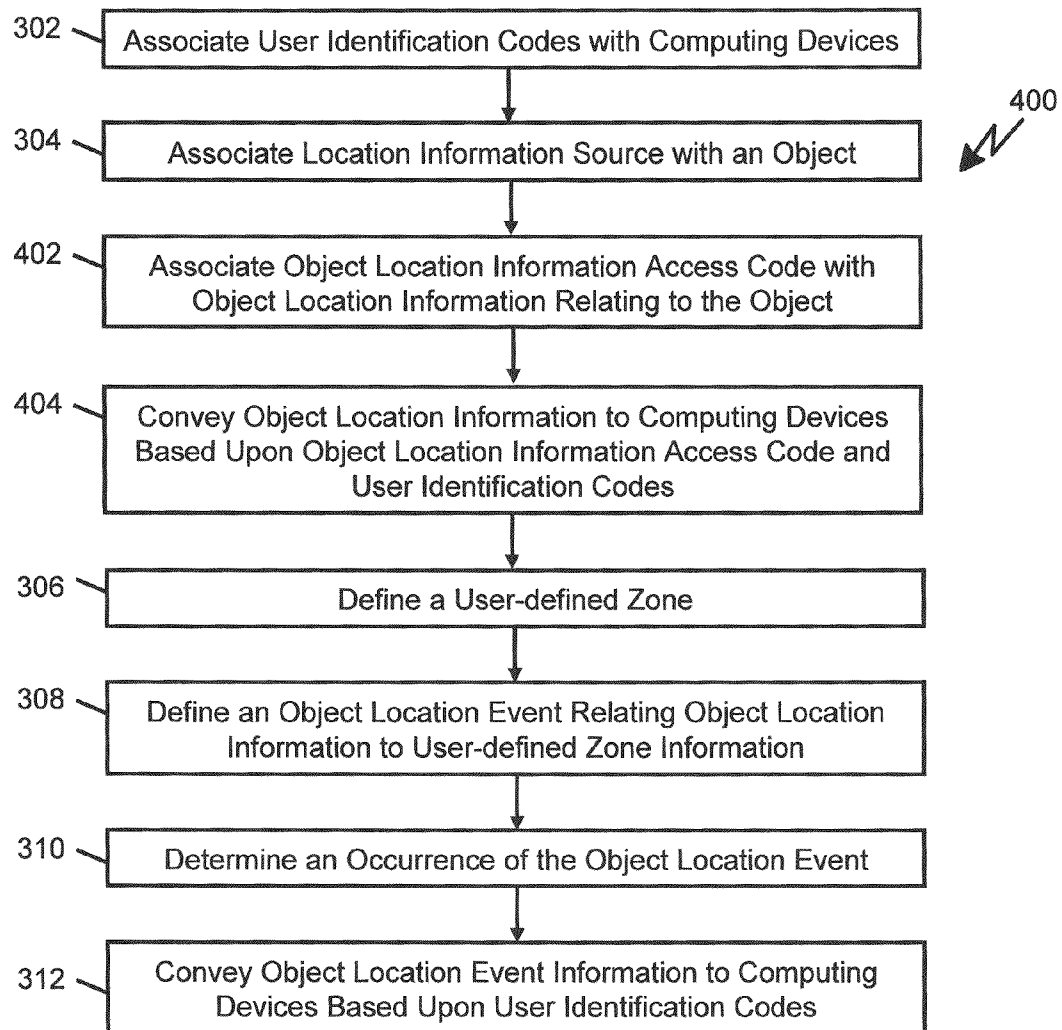 302
Associate User Identification Codes with Computing Devices
400
304
Associate Location Information Source with an Object
402
Associate Object Location Information Access Code with
Object Location Information Relating to the Object
404
Convey Object Location Information to Computing Devices
Based Upon Object Location Information Access Code and
User Identification Codes
306
Define a User-defined Zone
308
Define an Object Location Event Relating Object Location
Information to User-defined Zone Information
310
Determine an Occurrence of the Object Location Event
312
Convey Object Location Event Information to Computing
Devices Based Upon User Identification Codes